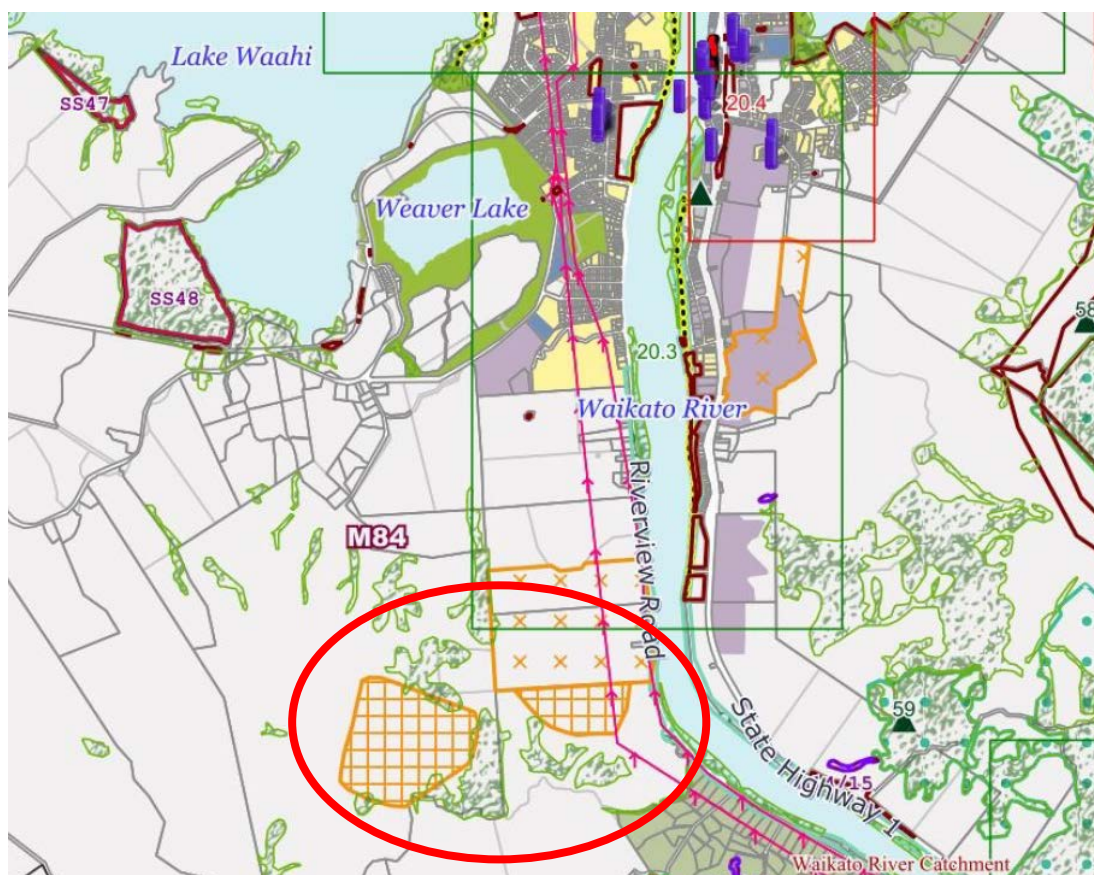 Lake Waahi
SS47
20.4
Weaver Lake
SS48
58
20.3
Waikato River
Riverview Road
M84
State Highway 1
59
/15
Waikato River Catchment